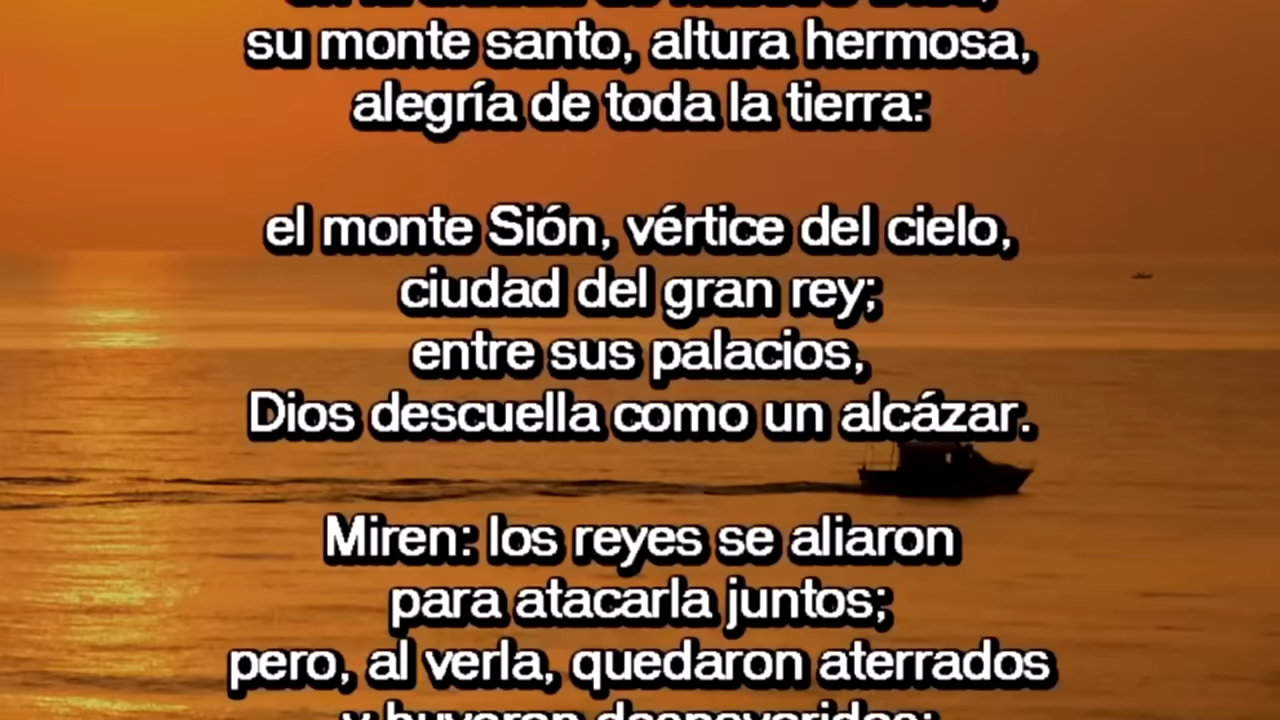 su monte santo, altura hermosa,
alegría de toda la tierra:
el monte Sión, vértice del cielo,
ciudad del gran rey;
entre sus palacios,
Dios descuella como un alcázar.
Miren: los reyes se aliaron
para atacarla juntos;
pero, al verla, quedaron aterrados
y huyeron despavoridos;